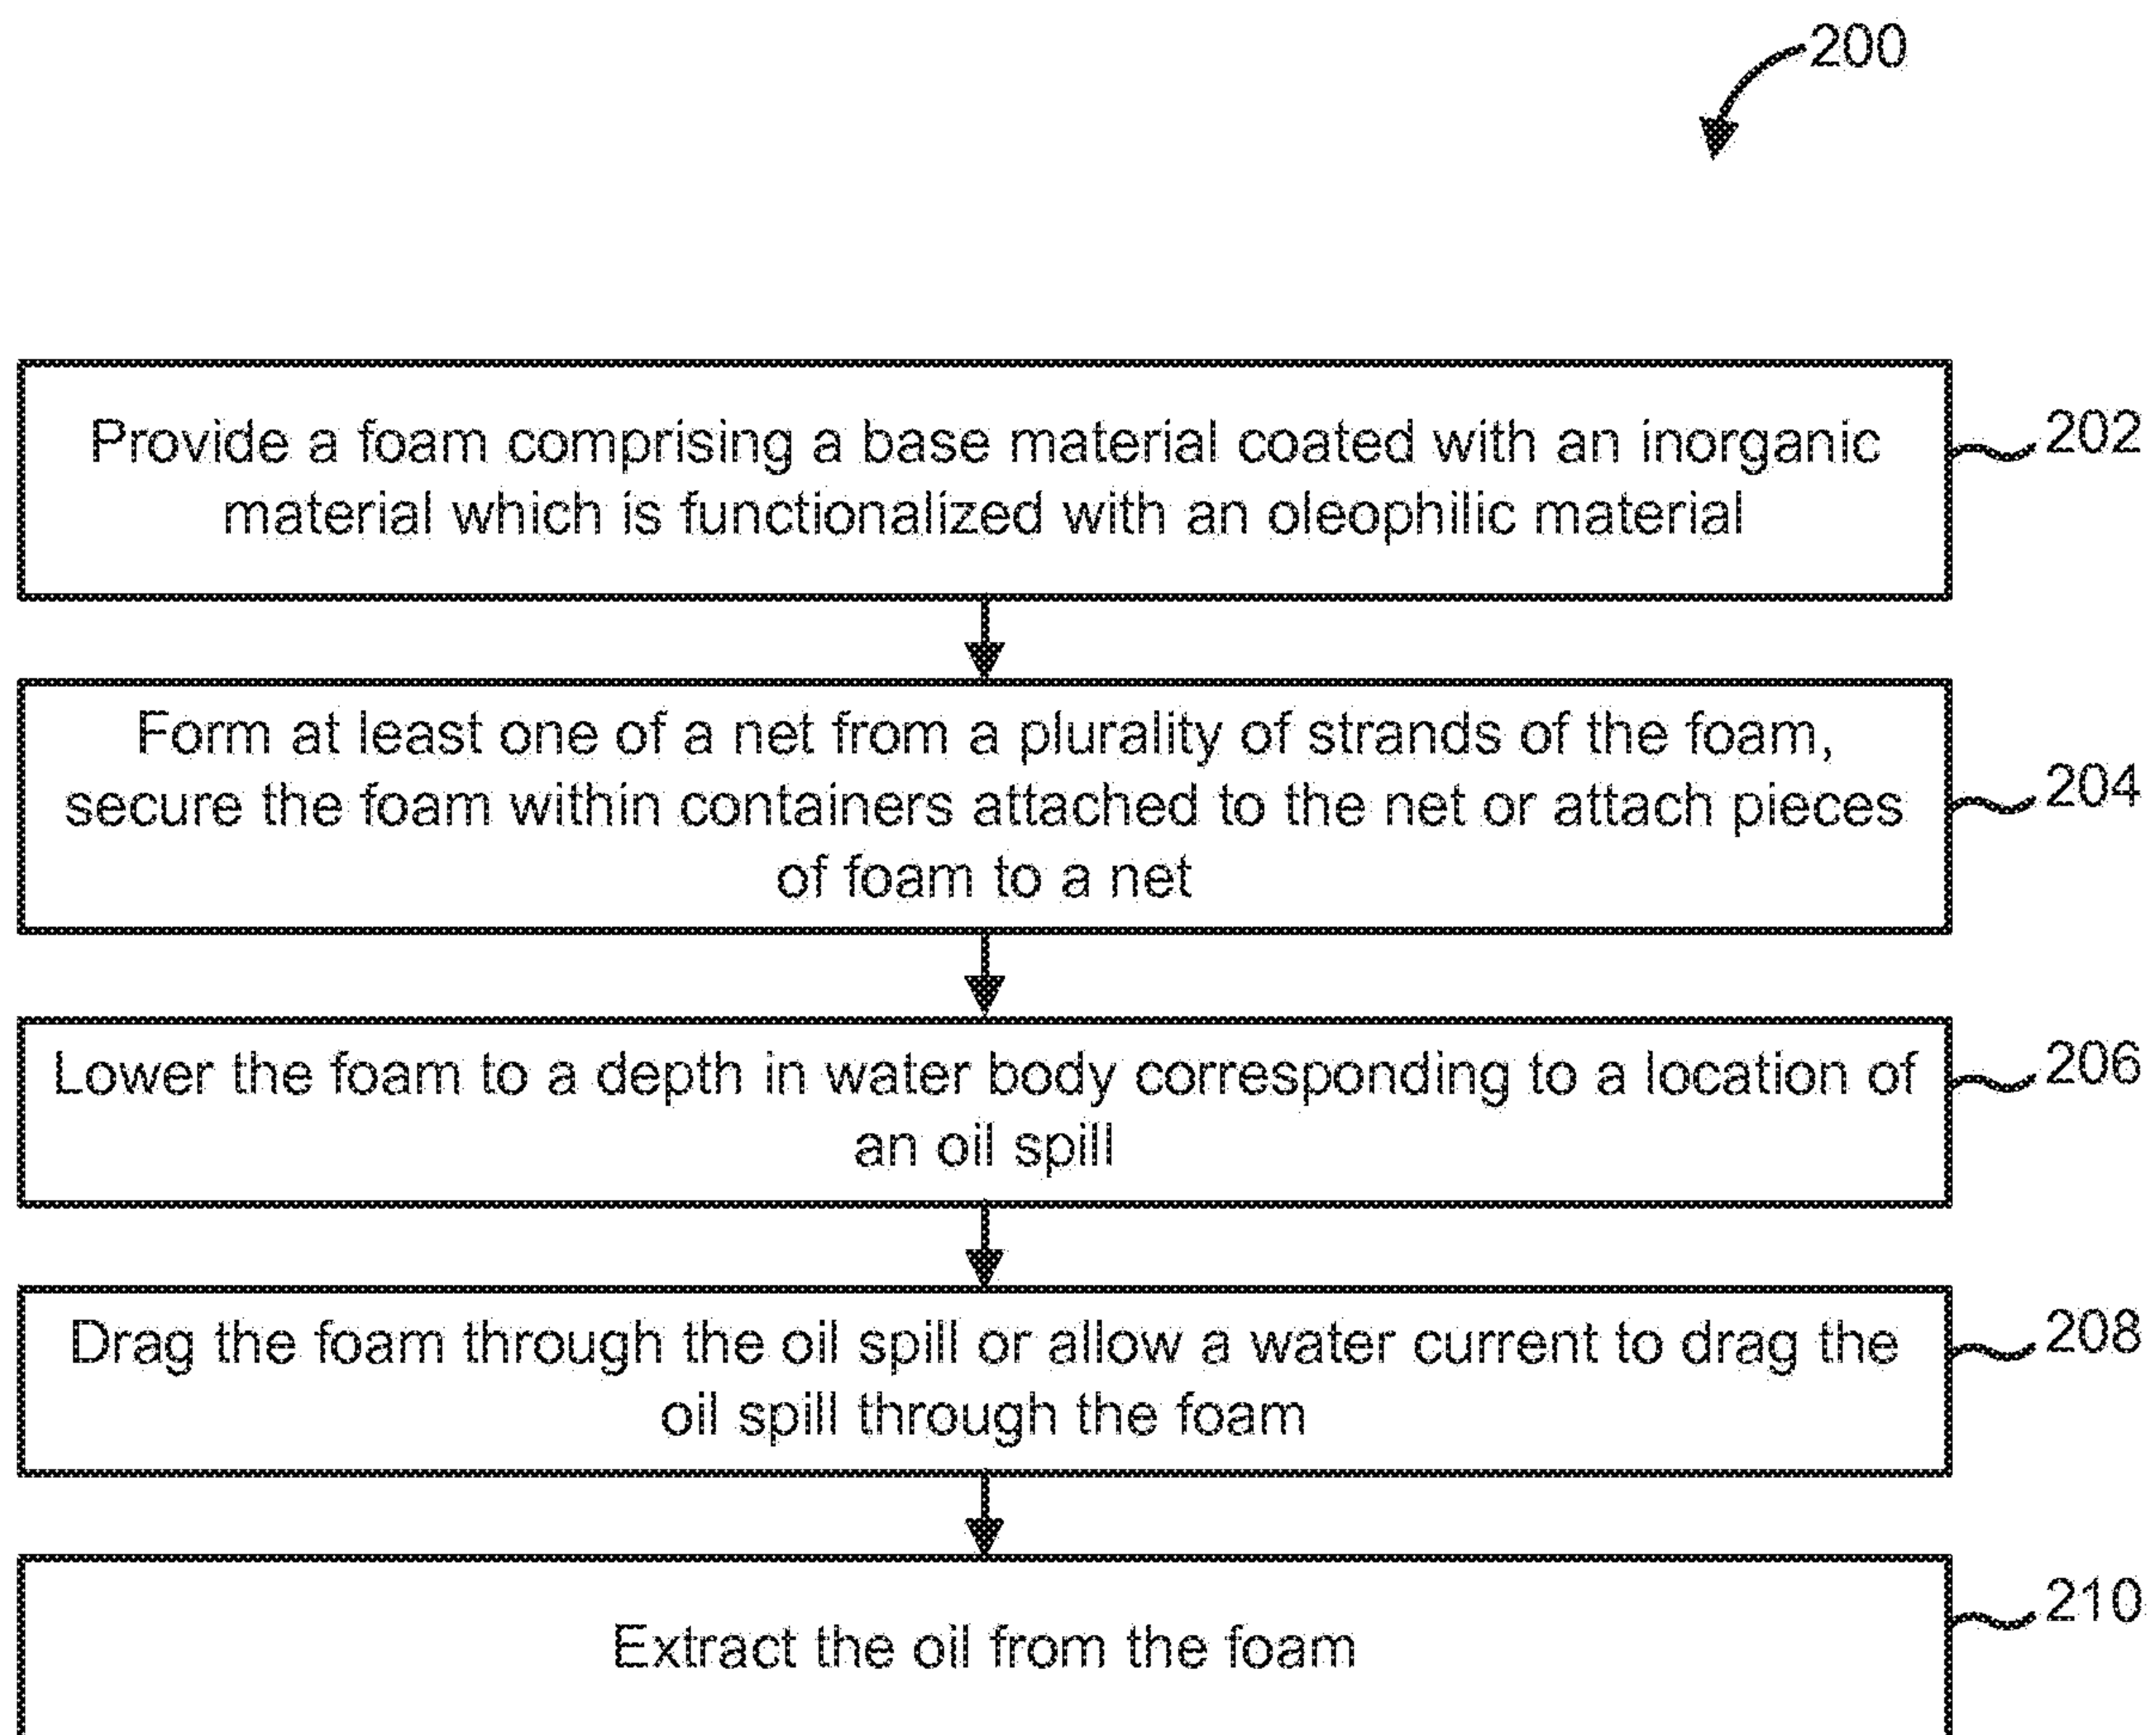 200
Provide a foam comprising a base material coated with an inorganic
material which is functionalized with an oleophilic material
202
Form at least one of a net from a plurality of strands of the foam,
secure the foam within containers attached to the net or attach pieces
of foam to a net
204
Lower the foam to a depth in water body corresponding to a location of
an oil spill
206
Drag the foam through the oil spill or allow a water current to drag the
oil spill through the foam
208
Extract the oil from the foam
210